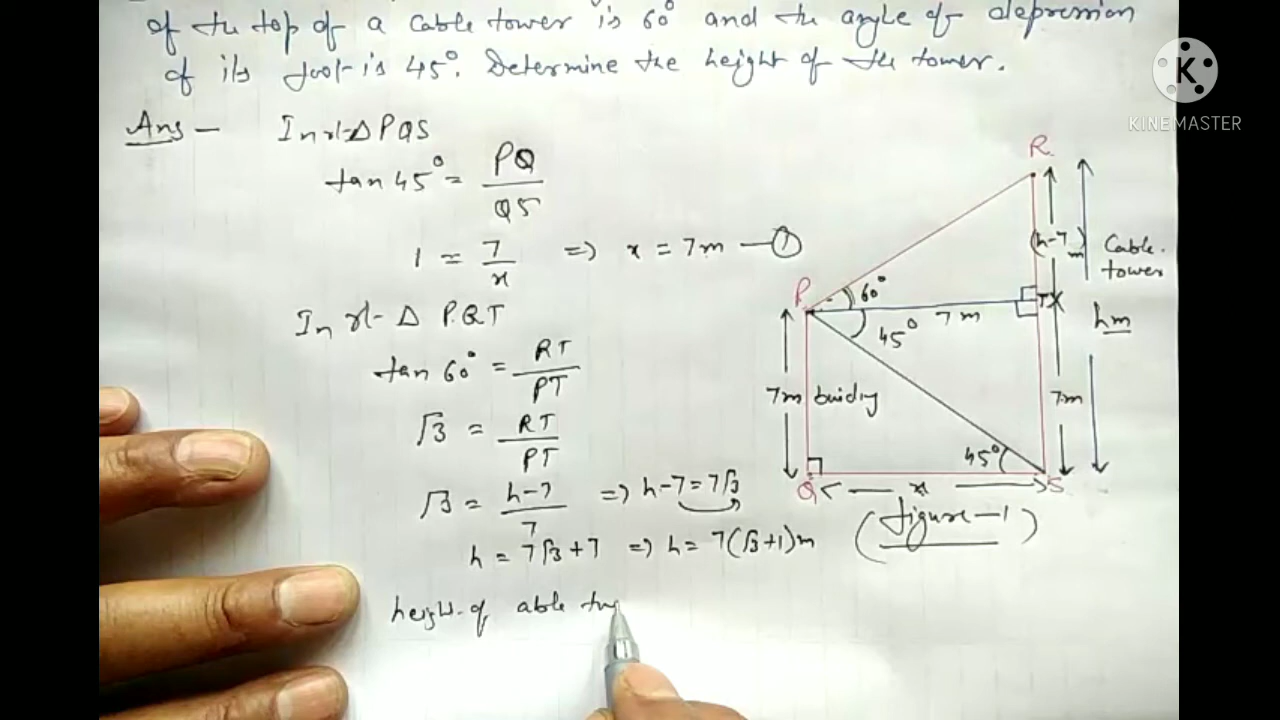 of the top of a cable tower is 60° and the angle of depression
of its foot is 45°. Determine the height of the tower.
K
KINEMASTER
Ans - In rt-Δ PQS
tan 45° = PQ/QS
1 = 7/x => x = 7m — ①
In rt- Δ PQT
tan 60° = RT/PT
√3 = RT/PT
√3 = h-7/7 => h-7 = 7√3
h = 7√3 + 7 => h = 7(√3+1)m
height of able
R
(h-7)m
Cable
tower
P
60°
7m
T
45°
hm
7m buidry
7m
45°
Q
x
S
(figure-1)